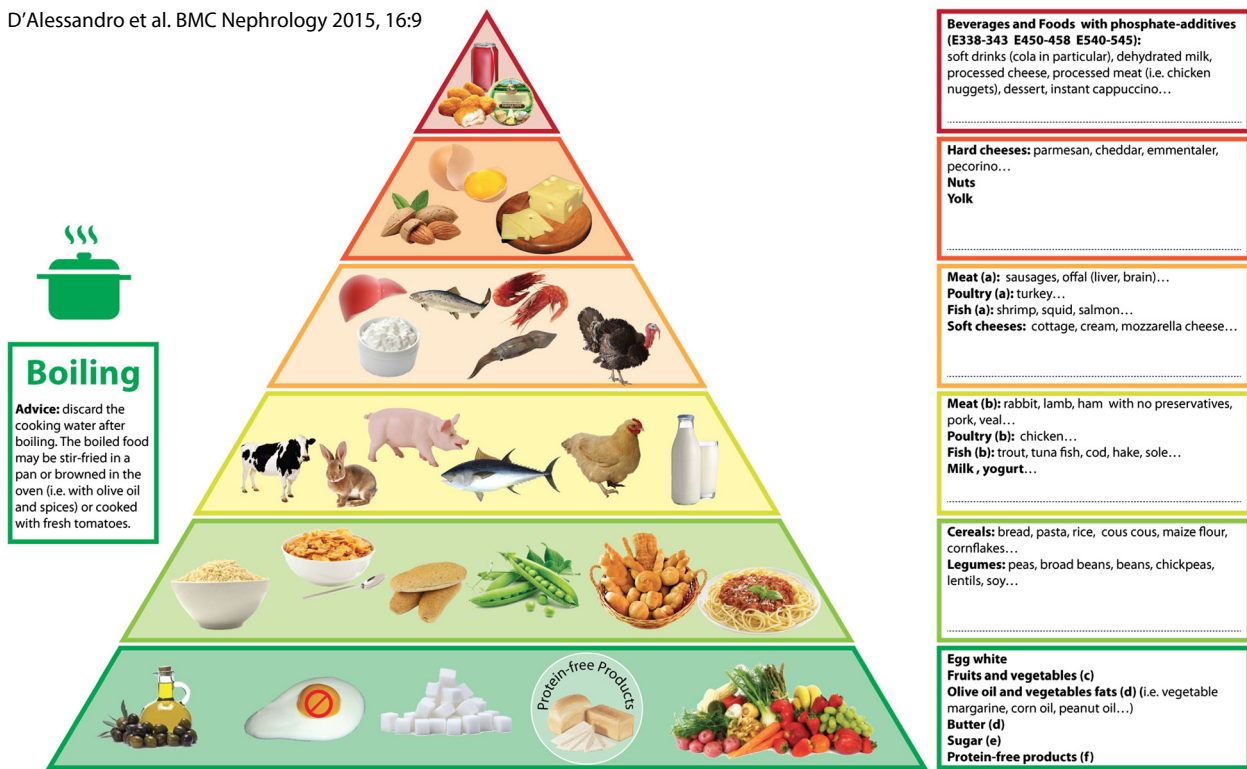 D'Alessandro et al. BMC Nephrology 2015, 16:9
Beverages and Foods with phosphate-additives
(E338-343 E450-458 E540-545):
soft drinks (cola in particular), dehydrated milk,
processed cheese, processed meat (i.e. chicken
nuggets), dessert, instant cappuccino…
Hard cheeses: parmesan, cheddar, emmentaler,
pecorino…
Nuts
Yolk
Meat (a): sausages, offal (liver, brain)…
Poultry (a): turkey…
Fish (a): shrimp, squid, salmon…
Soft cheeses: cottage, cream, mozzarella cheese…
Boiling
Advice: discard the
cooking water after
boiling. The boiled food
may be stir-fried in a
pan or browned in the
oven (i.e. with olive oil
and spices) or cooked
with fresh tomatoes.
Meat (b): rabbit, lamb, ham with no preservatives,
pork, veal…
Poultry (b): chicken…
Fish (b): trout, tuna fish, cod, hake, sole…
Milk , yogurt…
Cereals: bread, pasta, rice, cous cous, maize flour,
cornflakes…
Legumes: peas, broad beans, beans, chickpeas,
lentils, soy…
Protein-free Products
Egg white
Fruits and vegetables (c)
Olive oil and vegetables fats (d) (i.e. vegetable
margarine, corn oil, peanut oil…)
Butter (d)
Sugar (e)
Protein-free products (f)